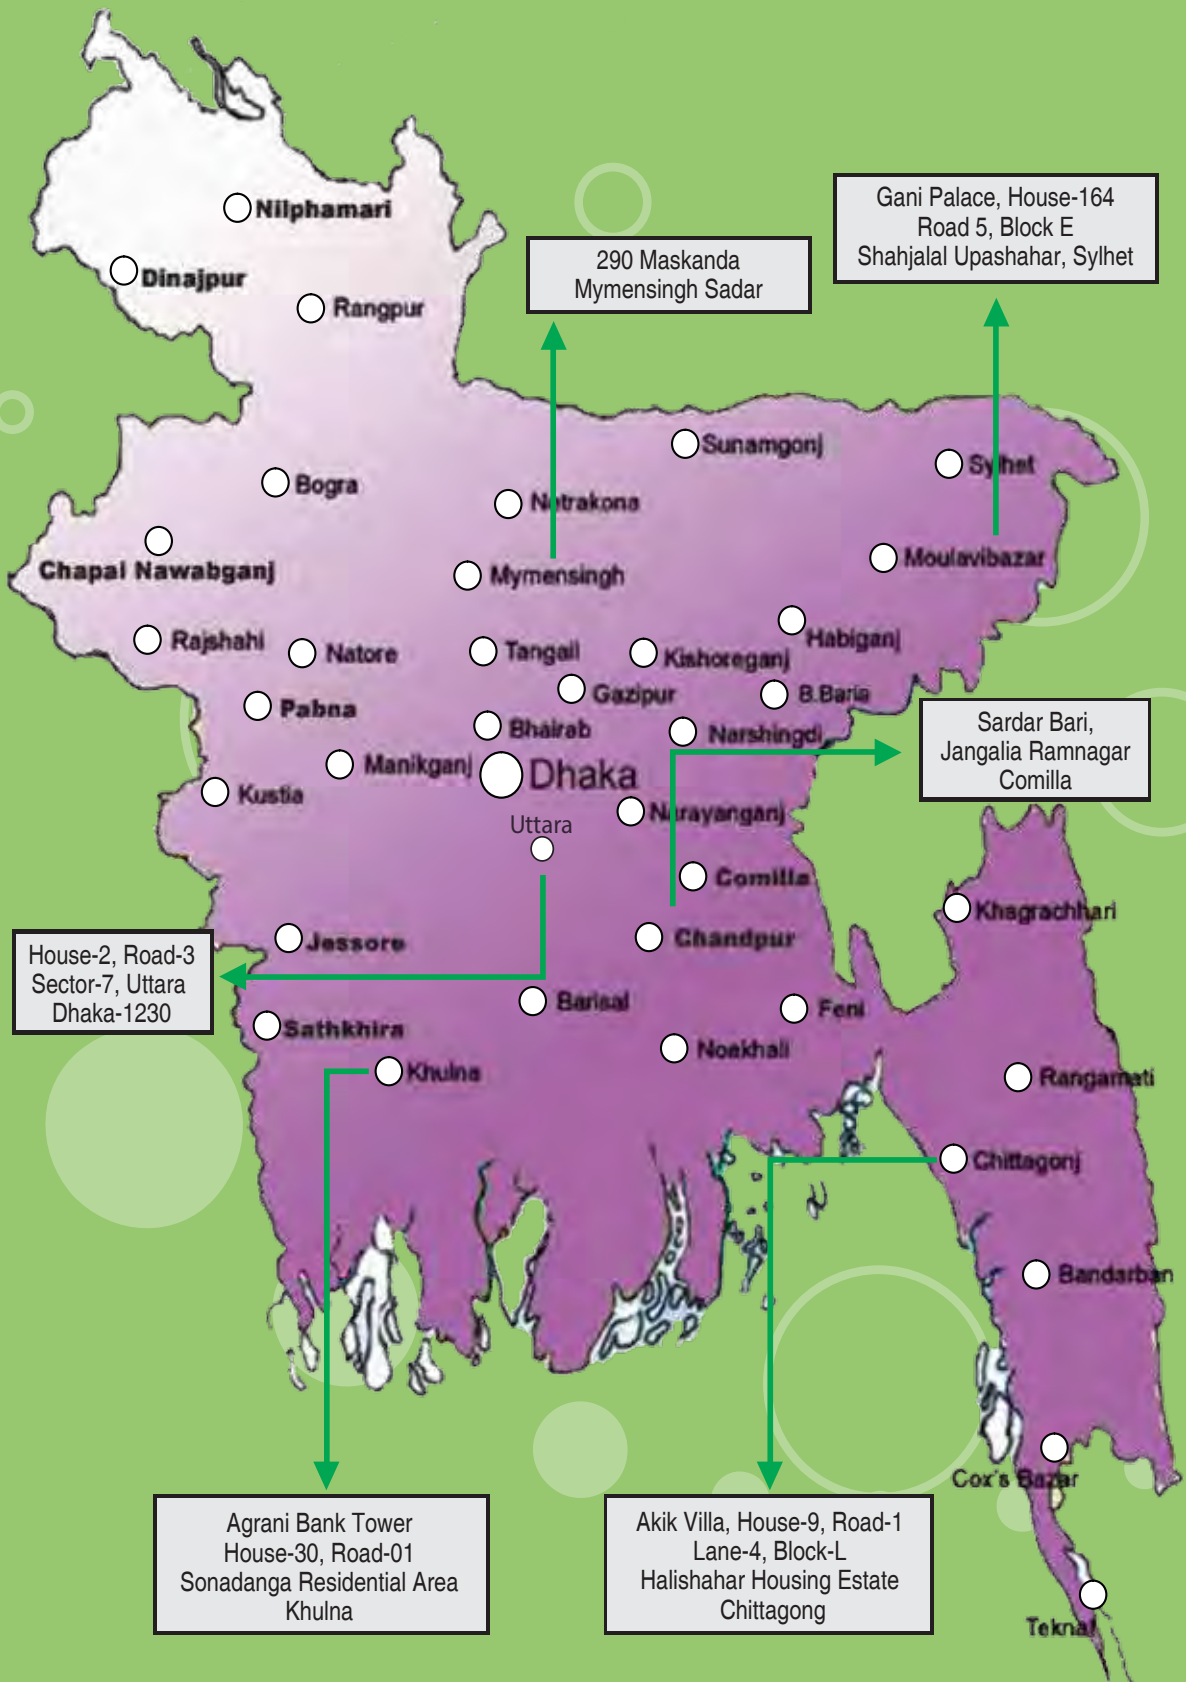 Nilphamari
Dinajpur
Rangpur
290 Maskanda
Mymensingh Sadar
Gani Palace, House-164
Road 5, Block E
Shahjalal Upashahar, Sylhet
Sunamgonj
Sylhet
Bogra
Netrakona
Chapai Nawabganj
Mymensingh
Moulavibazar
Rajshahi
Natore
Tangail
Kishoreganj
Habiganj
Pabna
Gazipur
B.Baria
Bhairab
Narshingdi
Sardar Bari,
Jangalia Ramnagar
Comilla
Manikganj
Dhaka
Kustia
Narayanganj
Uttara
Comilla
Khagrachhari
Jessore
Chandpur
House-2, Road-3
Sector-7, Uttara
Dhaka-1230
Barisal
Feni
Sathkhira
Noakhali
Khulna
Rangamati
Chittagonj
Bandarban
Cox's Bazar
Agrani Bank Tower
House-30, Road-01
Sonadanga Residential Area
Khulna
Akik Villa, House-9, Road-1
Lane-4, Block-L
Halishahar Housing Estate
Chittagong
Teknaf